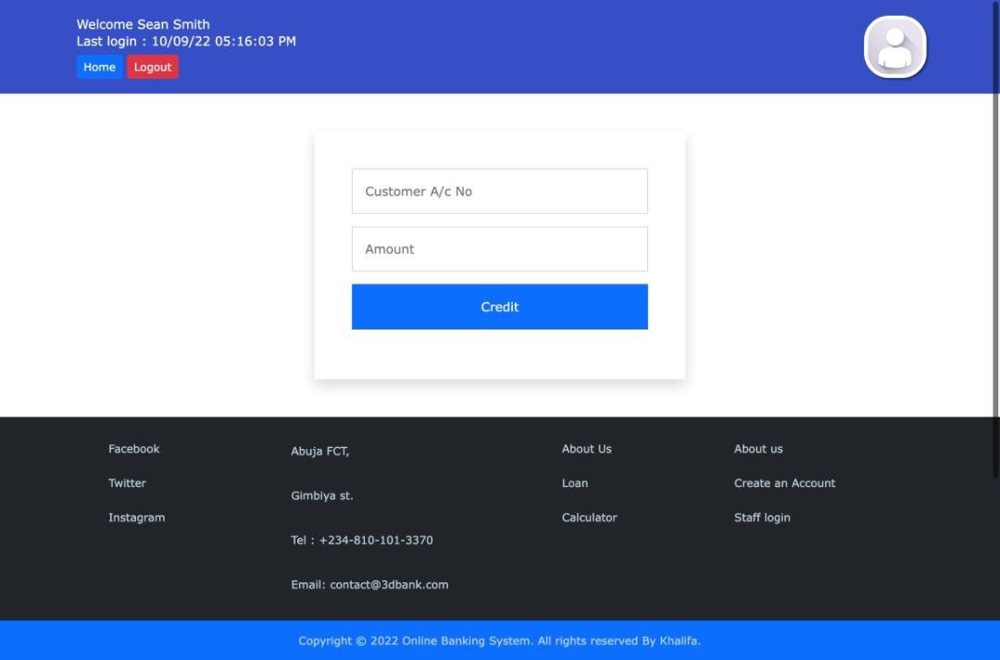 Welcome Sean Smith
Last login : 10/09/22 05:16:03 PM
Home Logout
Customer A/c No
Amount
Credit
Facebook
Twitter
Instagram
Abuja FCT,
Gimbiya st.
Tel : +234-810-101-3370
Email: contact@3dbank.com
About Us
Loan
Calculator
About us
Create an Account
Staff login
Copyright © 2022 Online Banking System. All rights reserved By Khalifa.